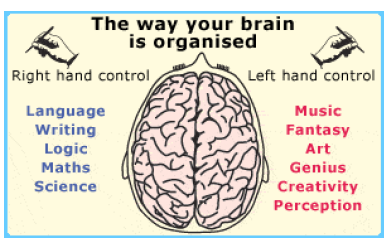 The way your brain
is organised
Right hand control
Left hand control
Language
Writing
Logic
Maths
Science
Music
Fantasy
Art
Genius
Creativity
Perception